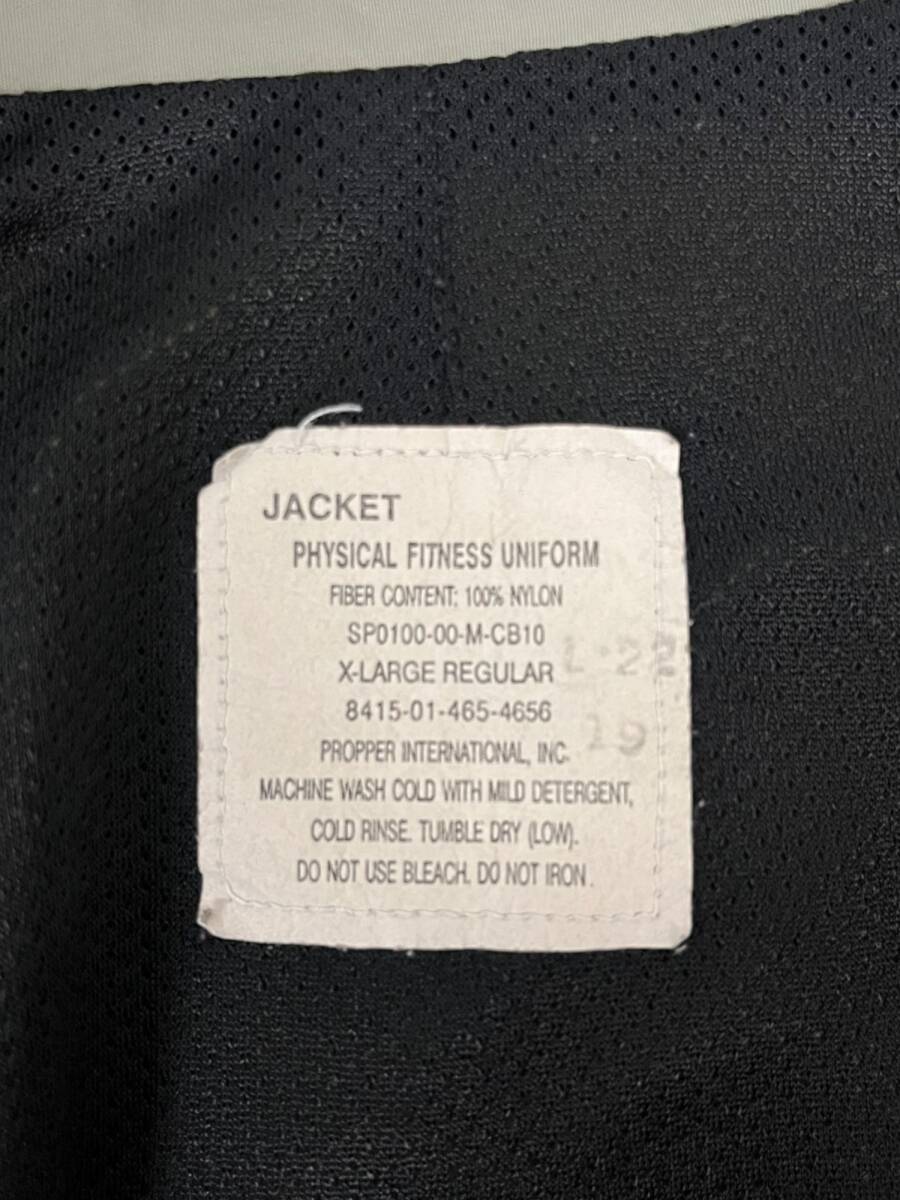 JACKET
PHYSICAL FITNESS UNIFORM
FIBER CONTENT: 100% NYLON
SP0100-00-M-CB10
X-LARGE REGULAR
8415-01-465-4656
PROPPER INTERNATIONAL, INC.
MACHINE WASH COLD WITH MILD DETERGENT,
COLD RINSE. TUMBLE DRY (LOW).
DO NOT USE BLEACH. DO NOT IRON.